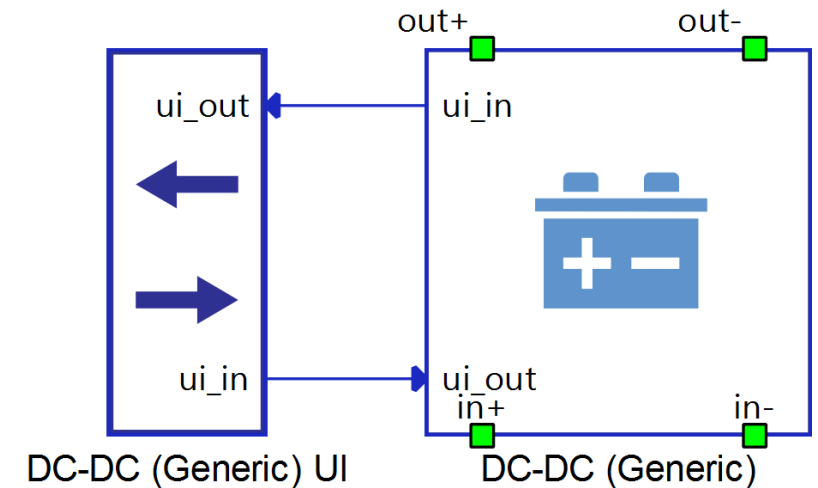 out+ out-
ui_out ui_in
ui_in ui_out
in+ in-
DC-DC (Generic) UI DC-DC (Generic)